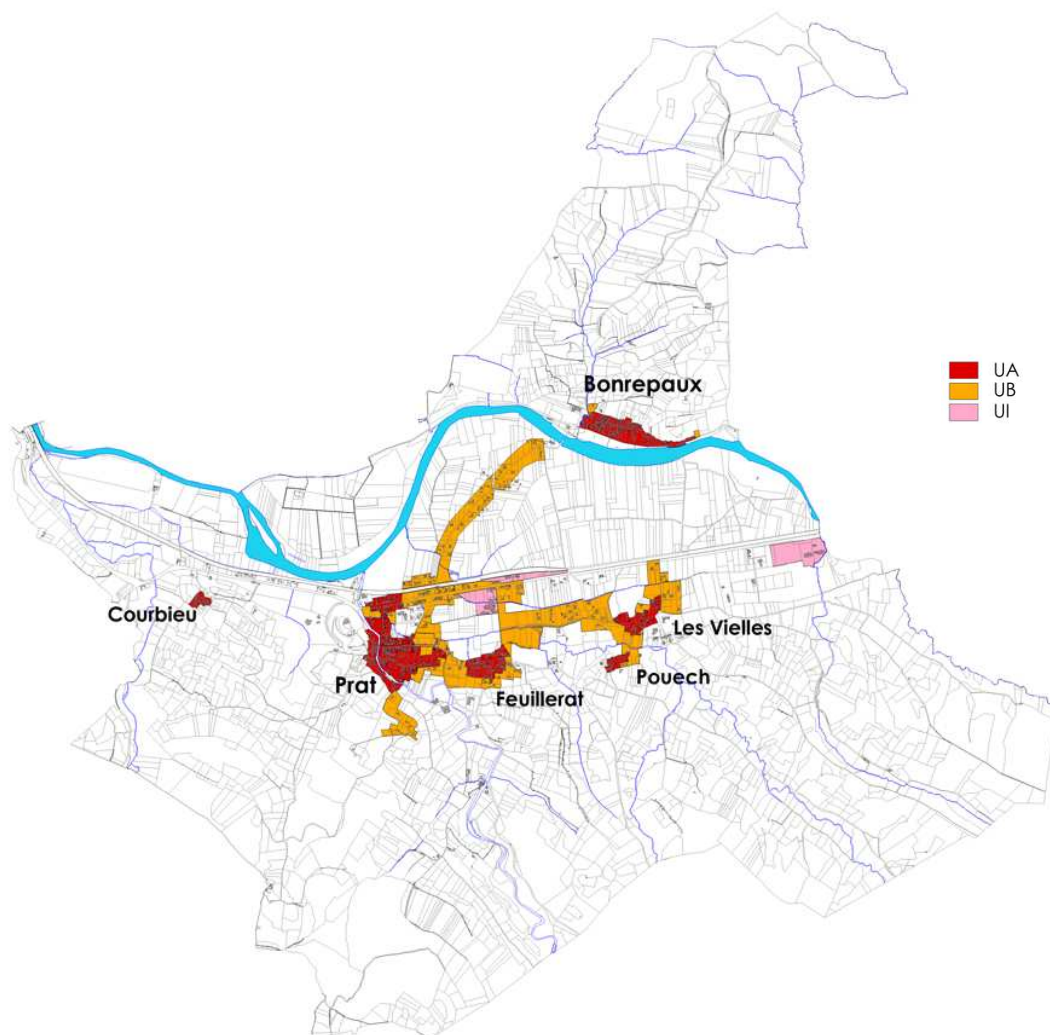 Bonrepaux
UA
UB
UI
Courbieu
Les Vielles
Pouech
Prat
Feuillerat